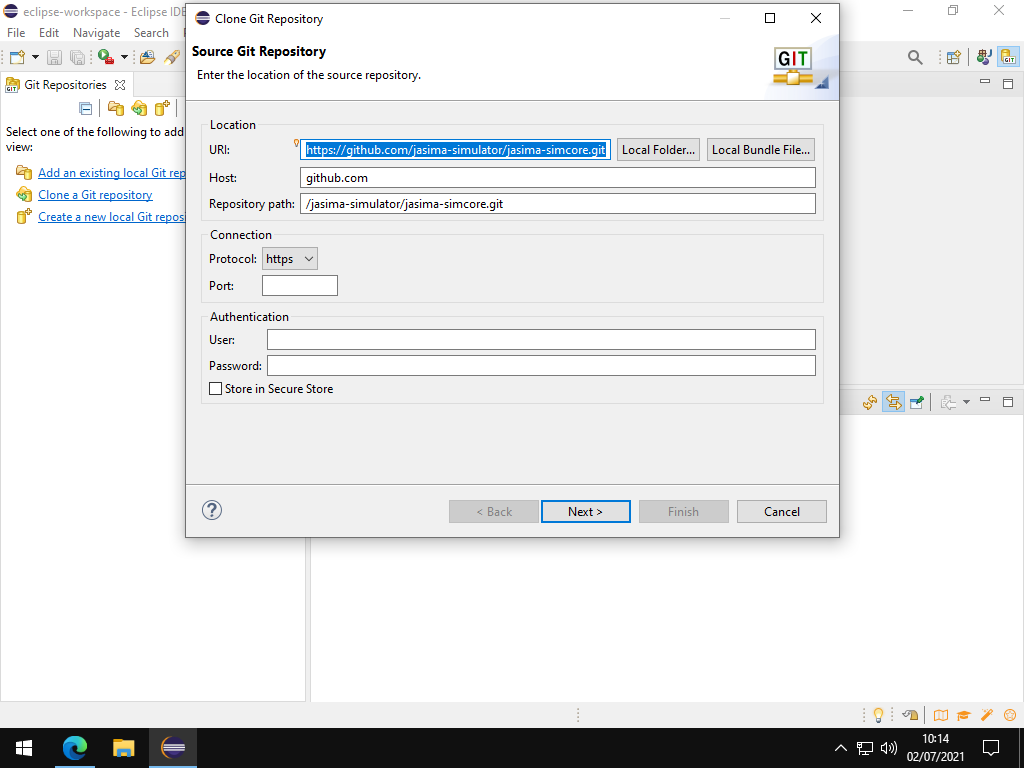 eclipse-workspace - Eclipse IDE
File Edit Navigate Search
Git Repositories
Select one of the following to add
view:
Add an existing local Git rep
Clone a Git repository
Create a new local Git repos
Clone Git Repository
Source Git Repository
Enter the location of the source repository.
GIT
Location
URI: https://github.com/jasima-simulator/jasima-simcore.git Local Folder... Local Bundle File...
Host: github.com
Repository path: /jasima-simulator/jasima-simcore.git
Connection
Protocol: https
Port:
Authentication
User:
Password:
Store in Secure Store
? < Back Next > Finish Cancel
10:14
02/07/2021